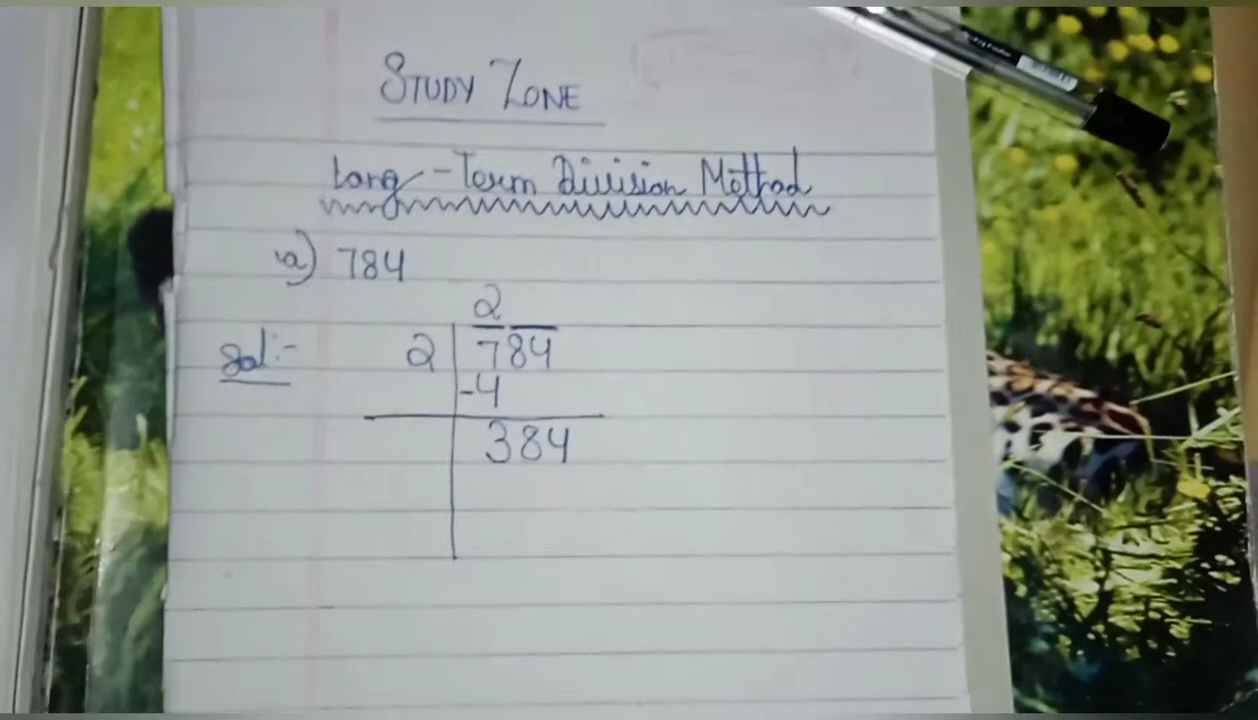 STUDY ZONE
Long-Term Division Method
a) 784
2
Sol:- 2 784
-4
384